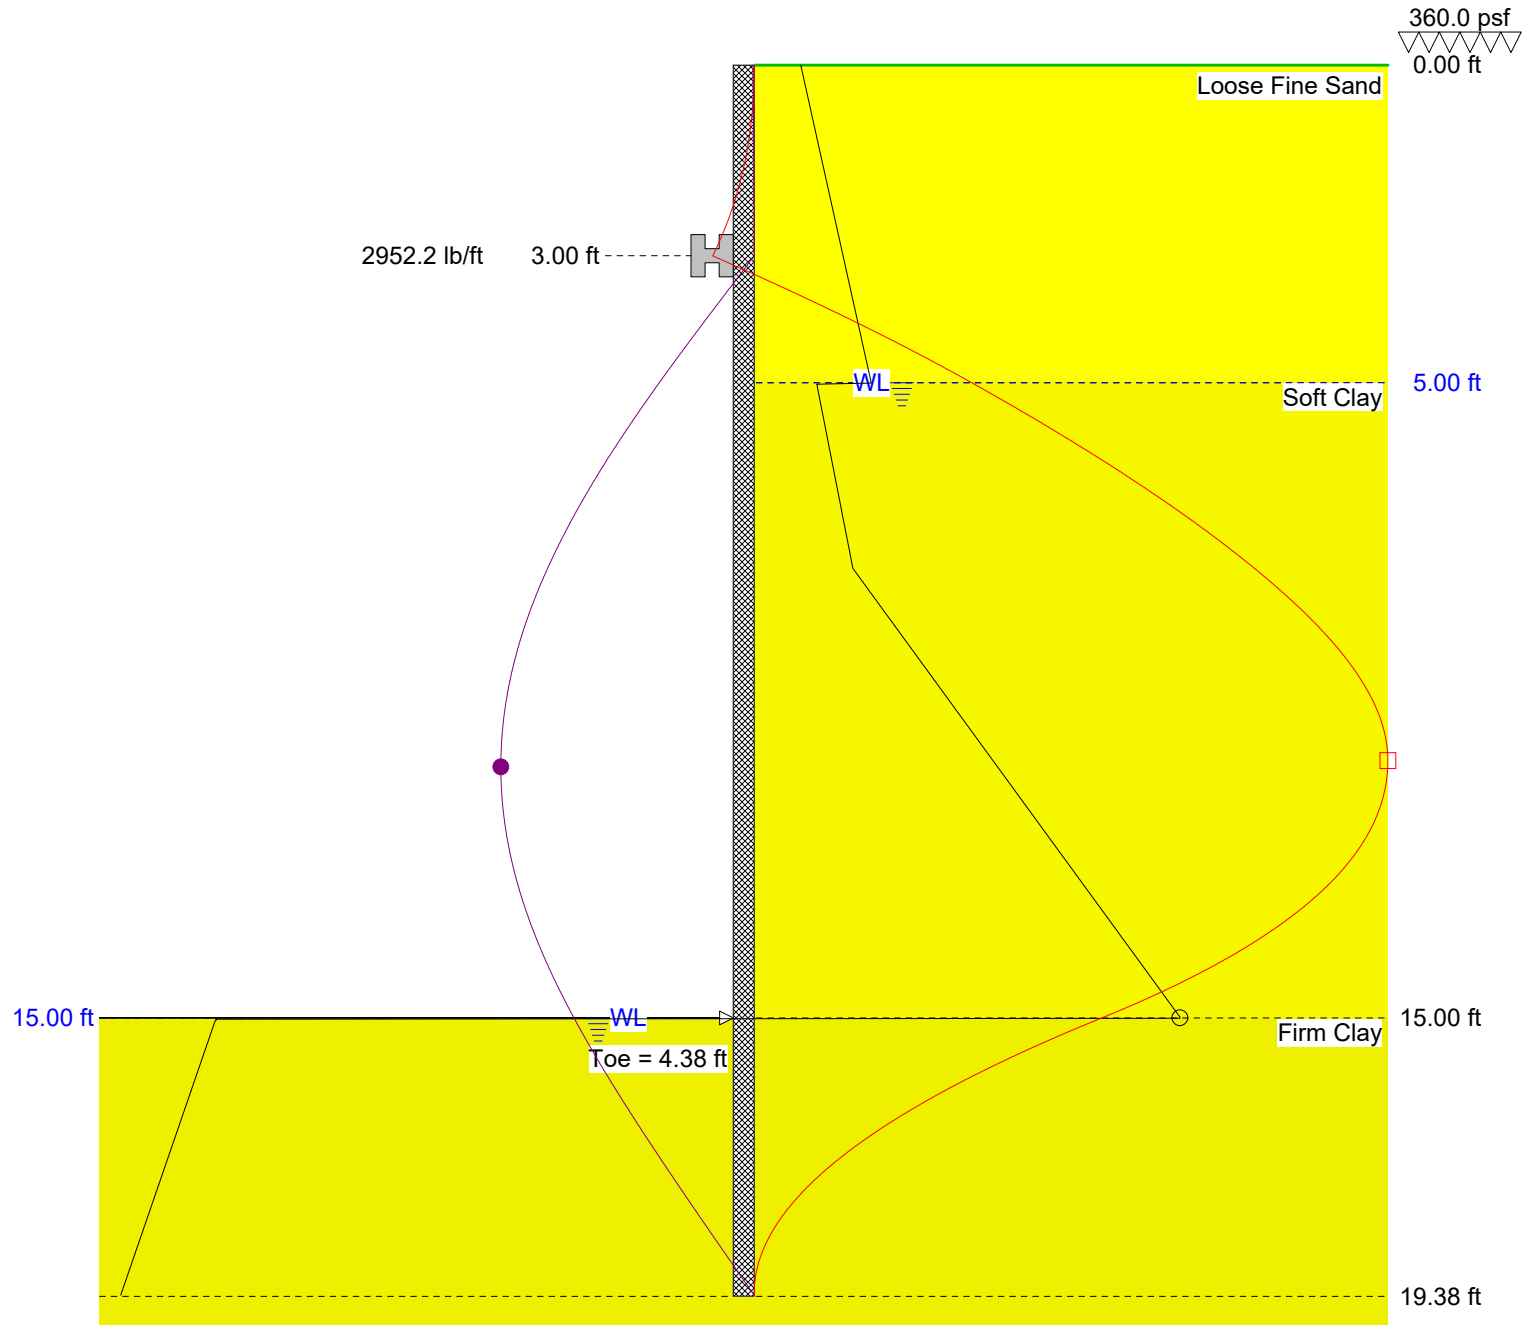 360.0 psf
0.00 ft
Loose Fine Sand
2952.2 lb/ft 3.00 ft
WL 5.00 ft
Soft Clay
15.00 ft WL 15.00 ft
Firm Clay
Toe = 4.38 ft
19.38 ft